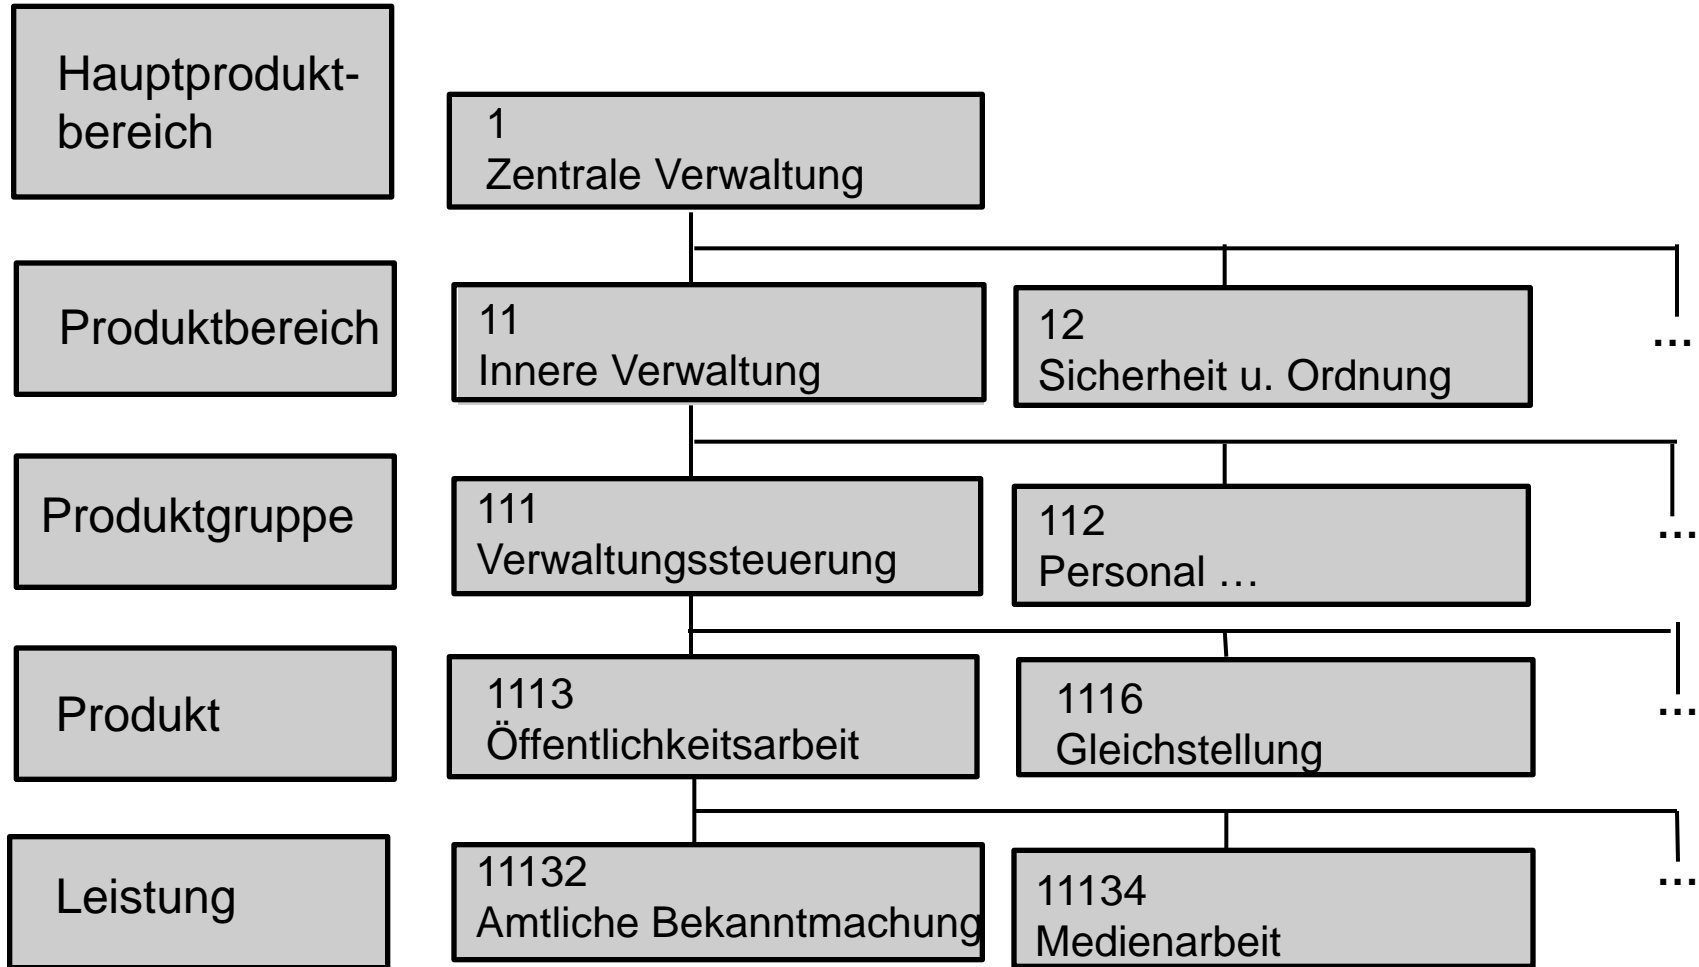 Hauptprodukt-
bereich
1
Zentrale Verwaltung
Produktbereich
11
Innere Verwaltung
12
Sicherheit u. Ordnung
...
Produktgruppe
111
Verwaltungssteuerung
112
Personal ...
...
Produkt
1113
Öffentlichkeitsarbeit
1116
Gleichstellung
...
Leistung
11132
Amtliche Bekanntmachung
11134
Medienarbeit
...